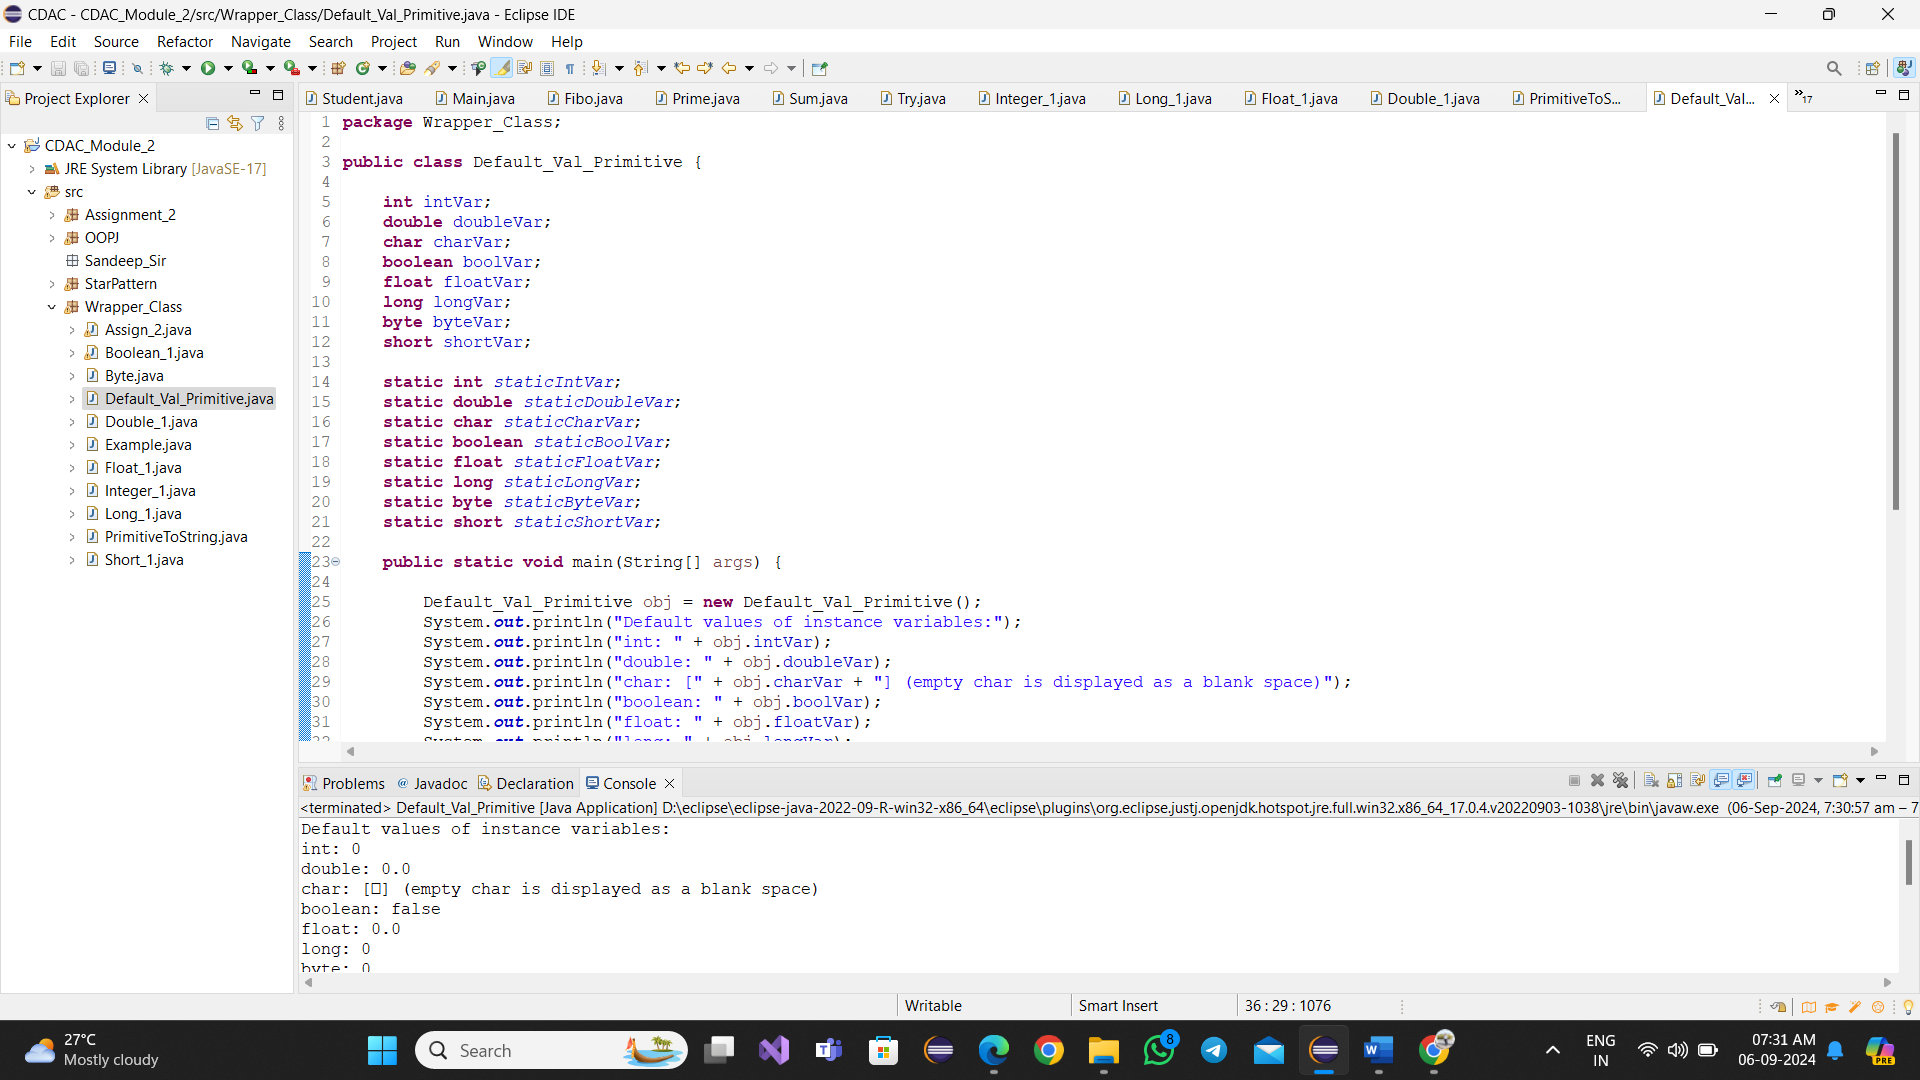 CDAC - CDAC_Module_2/src/Wrapper_Class/Default_Val_Primitive.java - Eclipse IDE
File Edit Source Refactor Navigate Search Project Run Window Help
Project Explorer
CDAC_Module_2
JRE System Library [JavaSE-17]
src
Assignment_2
OOPJ
Sandeep_Sir
StarPattern
Wrapper_Class
Assign_2.java
Boolean_1.java
Byte.java
Default_Val_Primitive.java
Double_1.java
Example.java
Float_1.java
Integer_1.java
Long_1.java
PrimitiveToString.java
Short_1.java
Student.java Main.java Fibo.java Prime.java Sum.java Try.java Integer_1.java Long_1.java Float_1.java Double_1.java PrimitiveToS... Default_Val... »17
1 package Wrapper_Class;
2
3 public class Default_Val_Primitive {
4
5 int intVar;
6 double doubleVar;
7 char charVar;
8 boolean boolVar;
9 float floatVar;
10 long longVar;
11 byte byteVar;
12 short shortVar;
13
14 static int staticIntVar;
15 static double staticDoubleVar;
16 static char staticCharVar;
17 static boolean staticBoolVar;
18 static float staticFloatVar;
19 static long staticLongVar;
20 static byte staticByteVar;
21 static short staticShortVar;
22
23 public static void main(String[] args) {
24
25 Default_Val_Primitive obj = new Default_Val_Primitive();
26 System.out.println("Default values of instance variables:");
27 System.out.println("int: " + obj.intVar);
28 System.out.println("double: " + obj.doubleVar);
29 System.out.println("char: [" + obj.charVar + "] (empty char is displayed as a blank space)");
30 System.out.println("boolean: " + obj.boolVar);
31 System.out.println("float: " + obj.floatVar);
32 System.out.println("long: " + obj.longVar);
Problems @ Javadoc Declaration Console
<terminated> Default_Val_Primitive [Java Application] D:\eclipse\eclipse-java-2022-09-R-win32-x86_64\eclipse\plugins\org.eclipse.justj.openjdk.hotspot.jre.full.win32.x86_64_17.0.4.v20220903-1038\jre\bin\javaw.exe (06-Sep-2024, 7:30:57 am – 7
Default values of instance variables:
int: 0
double: 0.0
char: [□] (empty char is displayed as a blank space)
boolean: false
float: 0.0
long: 0
byte: 0
Writable Smart Insert 36 : 29 : 1076
27°C
Mostly cloudy
Search
8
ENG
IN
07:31 AM
06-09-2024
PRE